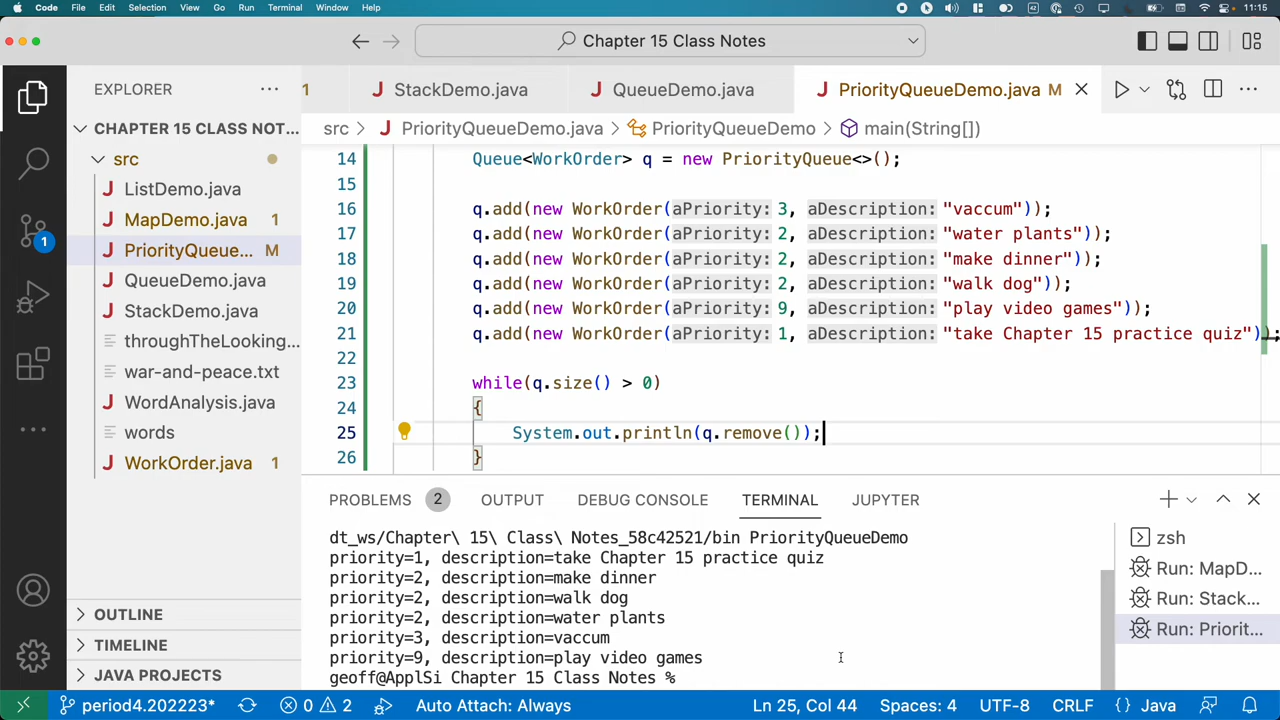 Code File Edit Selection View Go Run Terminal Window Help 11:15
Chapter 15 Class Notes
EXPLORER
1 StackDemo.java QueueDemo.java PriorityQueueDemo.java M
CHAPTER 15 CLASS NOT...
src > PriorityQueueDemo.java > PriorityQueueDemo > main(String[])
src
ListDemo.java
MapDemo.java 1
PriorityQueue... M
QueueDemo.java
StackDemo.java
throughTheLooking...
war-and-peace.txt
WordAnalysis.java
words
WorkOrder.java 1
OUTLINE
TIMELINE
JAVA PROJECTS
1
14 Queue<WorkOrder> q = new PriorityQueue<>();
15
16 q.add(new WorkOrder(aPriority: 3, aDescription: "vaccum"));
17 q.add(new WorkOrder(aPriority: 2, aDescription: "water plants"));
18 q.add(new WorkOrder(aPriority: 2, aDescription: "make dinner"));
19 q.add(new WorkOrder(aPriority: 2, aDescription: "walk dog"));
20 q.add(new WorkOrder(aPriority: 9, aDescription: "play video games"));
21 q.add(new WorkOrder(aPriority: 1, aDescription: "take Chapter 15 practice quiz"));
22
23 while(q.size() > 0)
24 {
25 System.out.println(q.remove());
26 }
PROBLEMS 2 OUTPUT DEBUG CONSOLE TERMINAL JUPYTER
dt_ws/Chapter\ 15\ Class\ Notes_58c42521/bin PriorityQueueDemo
priority=1, description=take Chapter 15 practice quiz
priority=2, description=make dinner
priority=2, description=walk dog
priority=2, description=water plants
priority=3, description=vaccum
priority=9, description=play video games
geoff@ApplSi Chapter 15 Class Notes %
zsh
Run: MapD...
Run: Stack...
Run: Priorit...
period4.202223* 0 2 Auto Attach: Always Ln 25, Col 44 Spaces: 4 UTF-8 CRLF {} Java